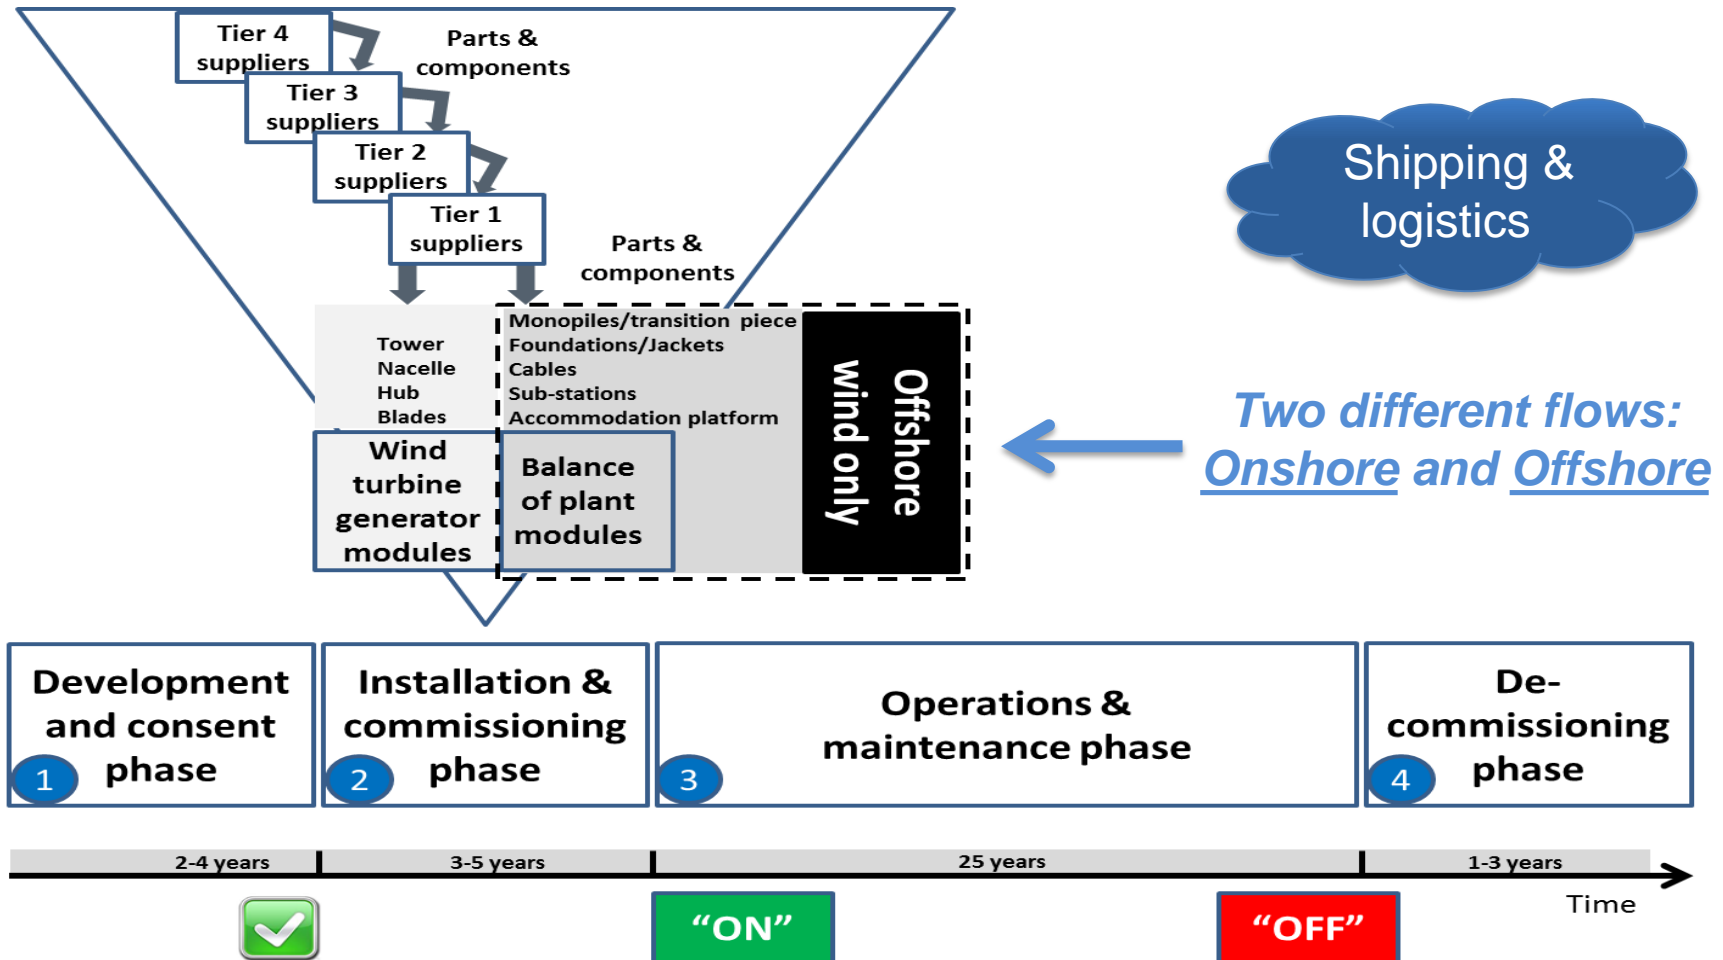 Tier 4
suppliers
Parts &
components
Tier 3
suppliers
Tier 2
suppliers
Tier 1
suppliers
Parts &
components
Shipping &
logistics
Tower
Nacelle
Hub
Blades
Monopiles/transition piece
Foundations/Jackets
Cables
Sub-stations
Accommodation platform
Offshore
wind only
Wind
turbine
generator
modules
Balance
of plant
modules
Two different flows:
Onshore and Offshore
Development
and consent
phase
1
Installation &
commissioning
phase
2
Operations &
maintenance phase
3
De-
commissioning
phase
4
2-4 years
3-5 years
25 years
1-3 years
Time
“ON”
“OFF”